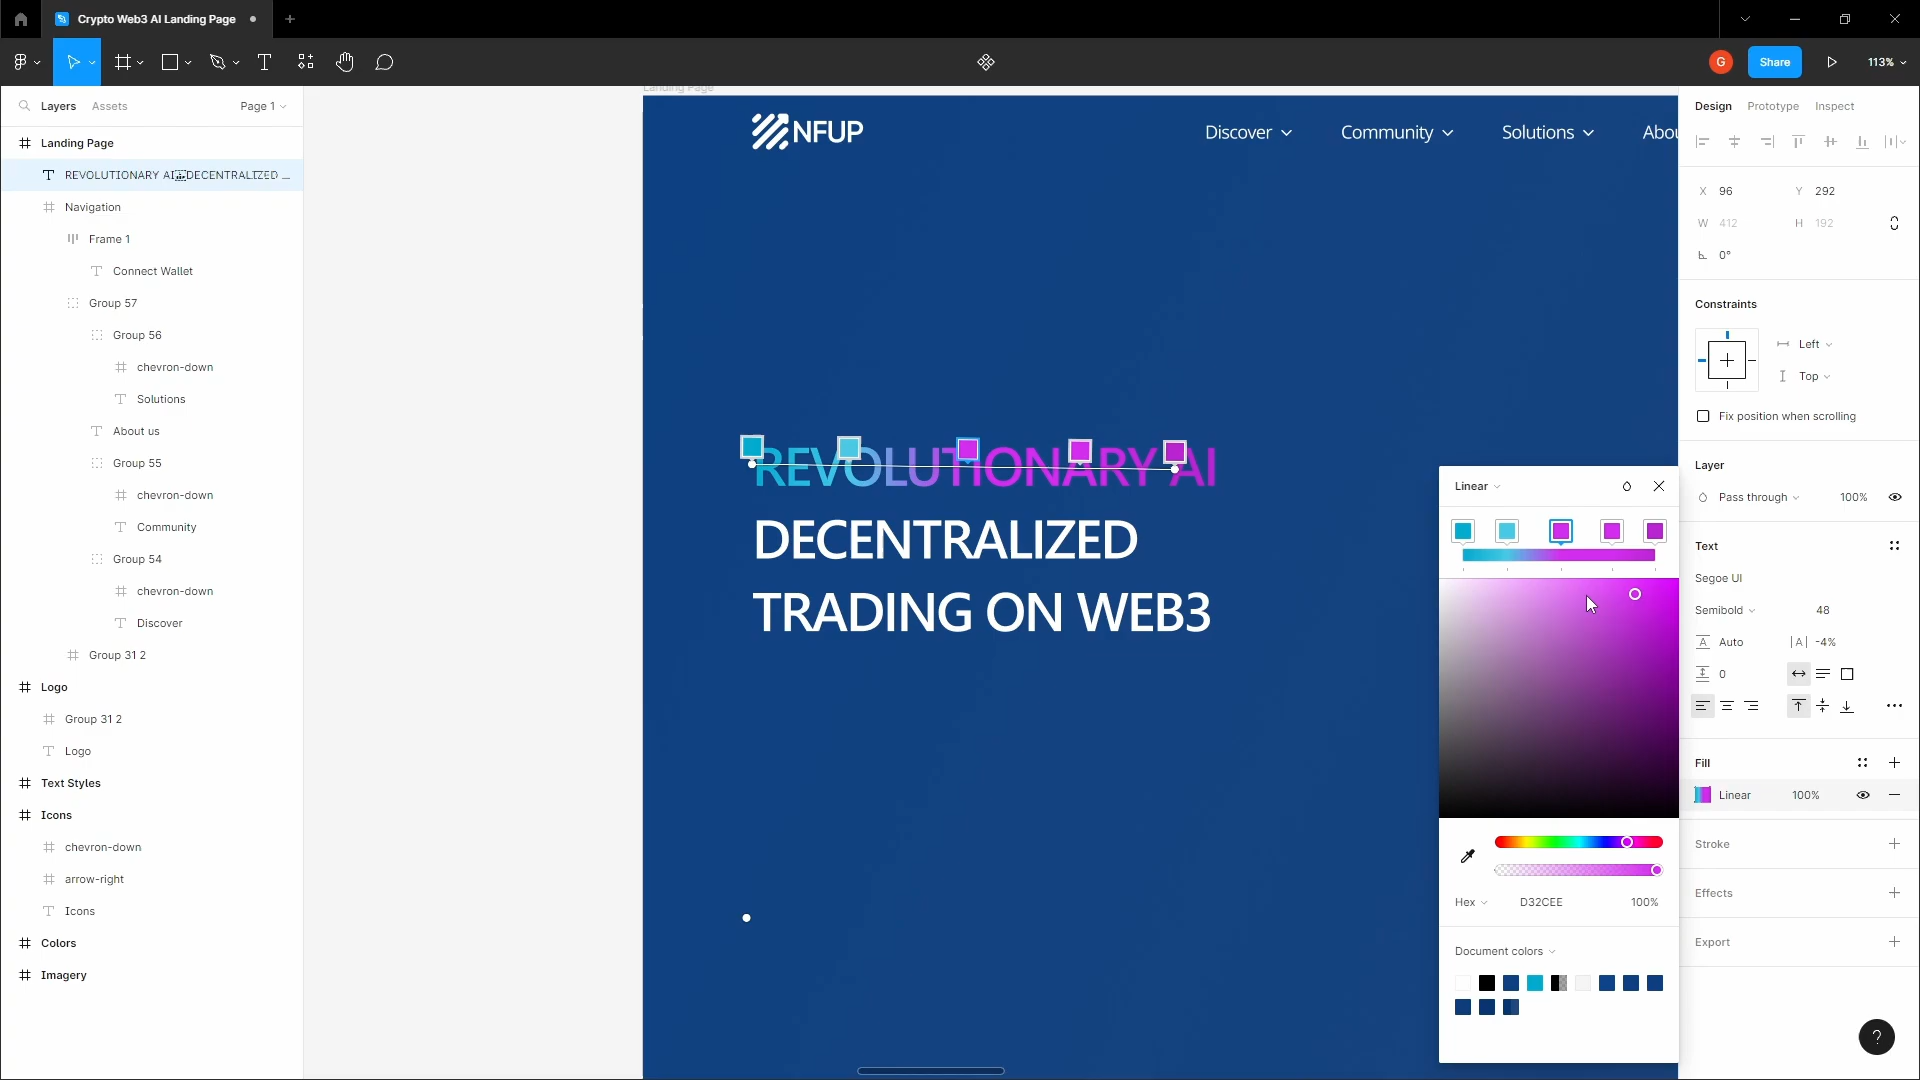 Crypto Web3 AI Landing Page
G
Share
113%
Layers
Assets
Page 1
Landing Page
REVOLUTIONARY AI DECENTRALIZED ...
Navigation
Frame 1
Connect Wallet
Group 57
Group 56
chevron-down
Solutions
About us
Group 55
chevron-down
Community
Group 54
chevron-down
Discover
Group 31 2
Logo
Group 31 2
Logo
Text Styles
Icons
chevron-down
arrow-right
Icons
Colors
Imagery
Landing Page
NFUP
Discover
Community
Solutions
Abou
REVOLUTIONARY AI
DECENTRALIZED
TRADING ON WEB3
Linear
Hex
D32CEE
100%
Document colors
Design
Prototype
Inspect
X 96
Y 292
W 412
H 192
0°
Constraints
Left
Top
Fix position when scrolling
Layer
Pass through
100%
Text
Segoe UI
Semibold
48
A Auto
|A| -4%
0
Fill
Linear
100%
Stroke
Effects
Export
?